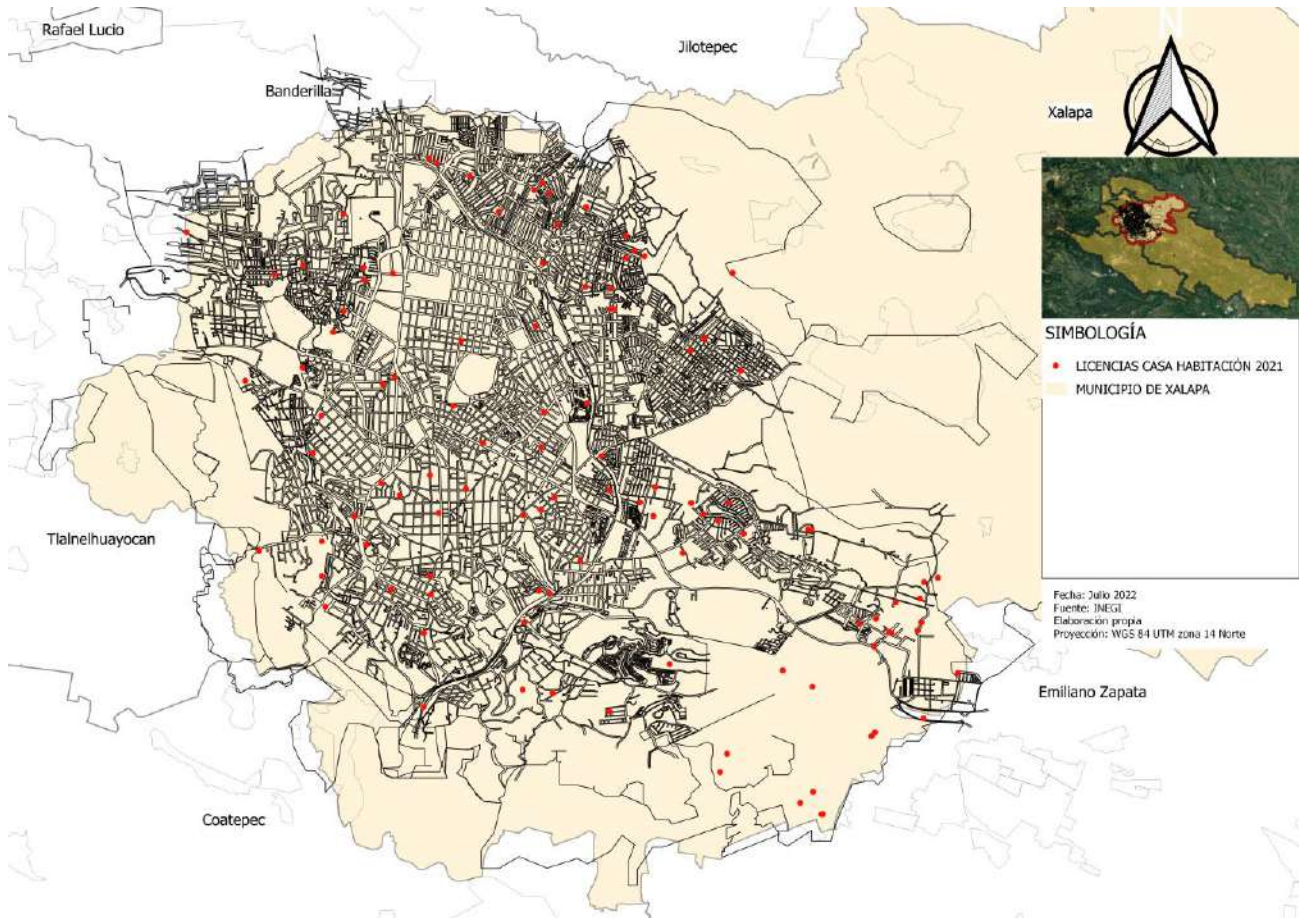 Rafael Lucio
Jilotepec
N
Banderilla
Xalapa
SIMBOLOGÍA
LICENCIAS CASA HABITACIÓN 2021
MUNICIPIO DE XALAPA
Tlalnelhuayocan
Fecha: Julio 2022
Fuente: INEGI
Elaboración propia
Proyección: WGS 84 UTM zona 14 Norte
Emiliano Zapata
Coatepec